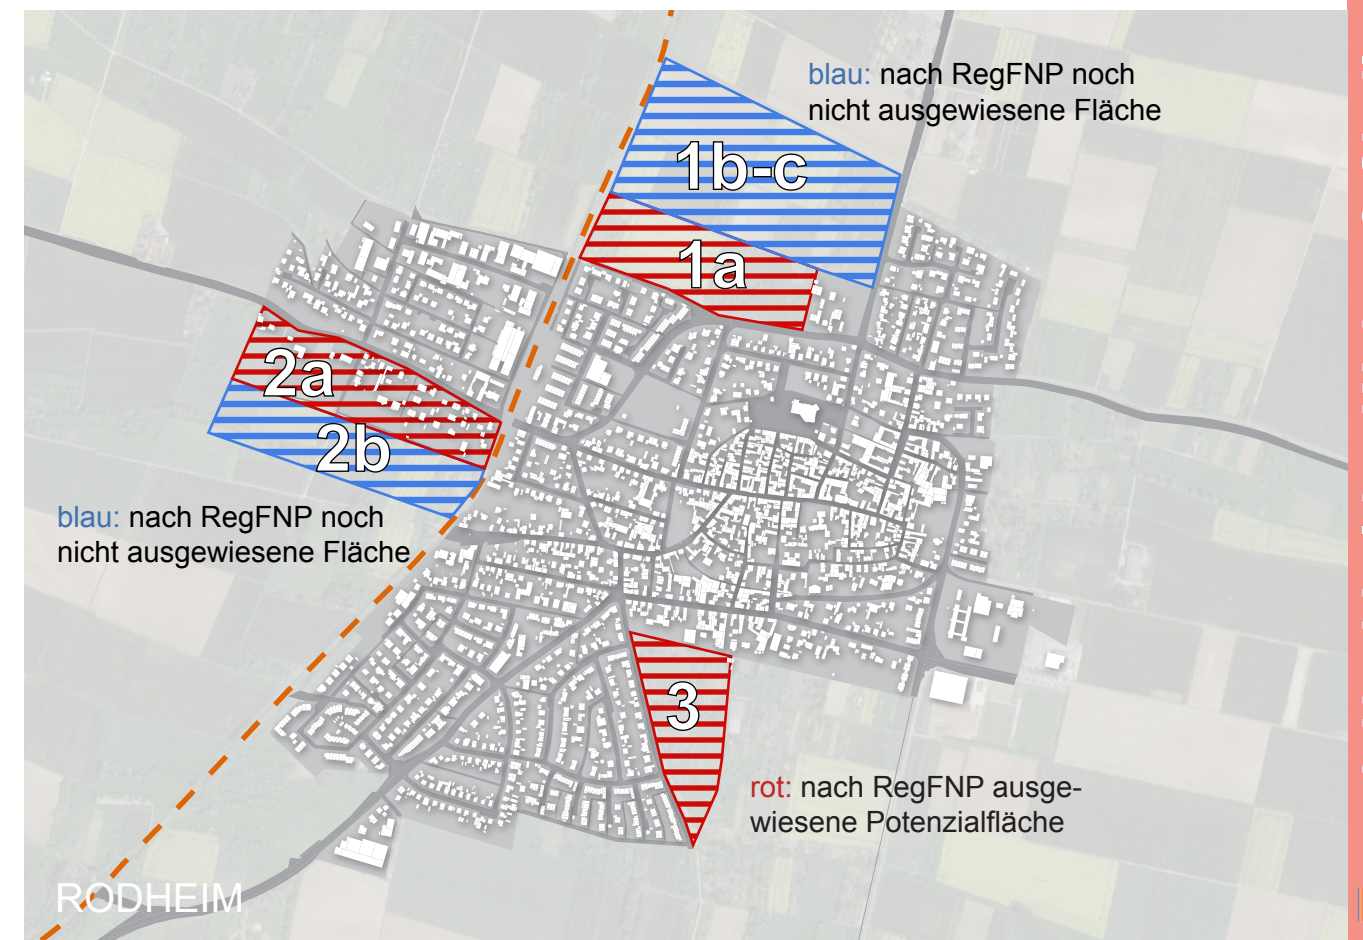 blau: nach RegFNP noch
nicht ausgewiesene Fläche
1b-c
1a
2a
2b
blau: nach RegFNP noch
nicht ausgewiesene Fläche
3
rot: nach RegFNP ausge-
wiesene Potenzialfläche
RODHEIM